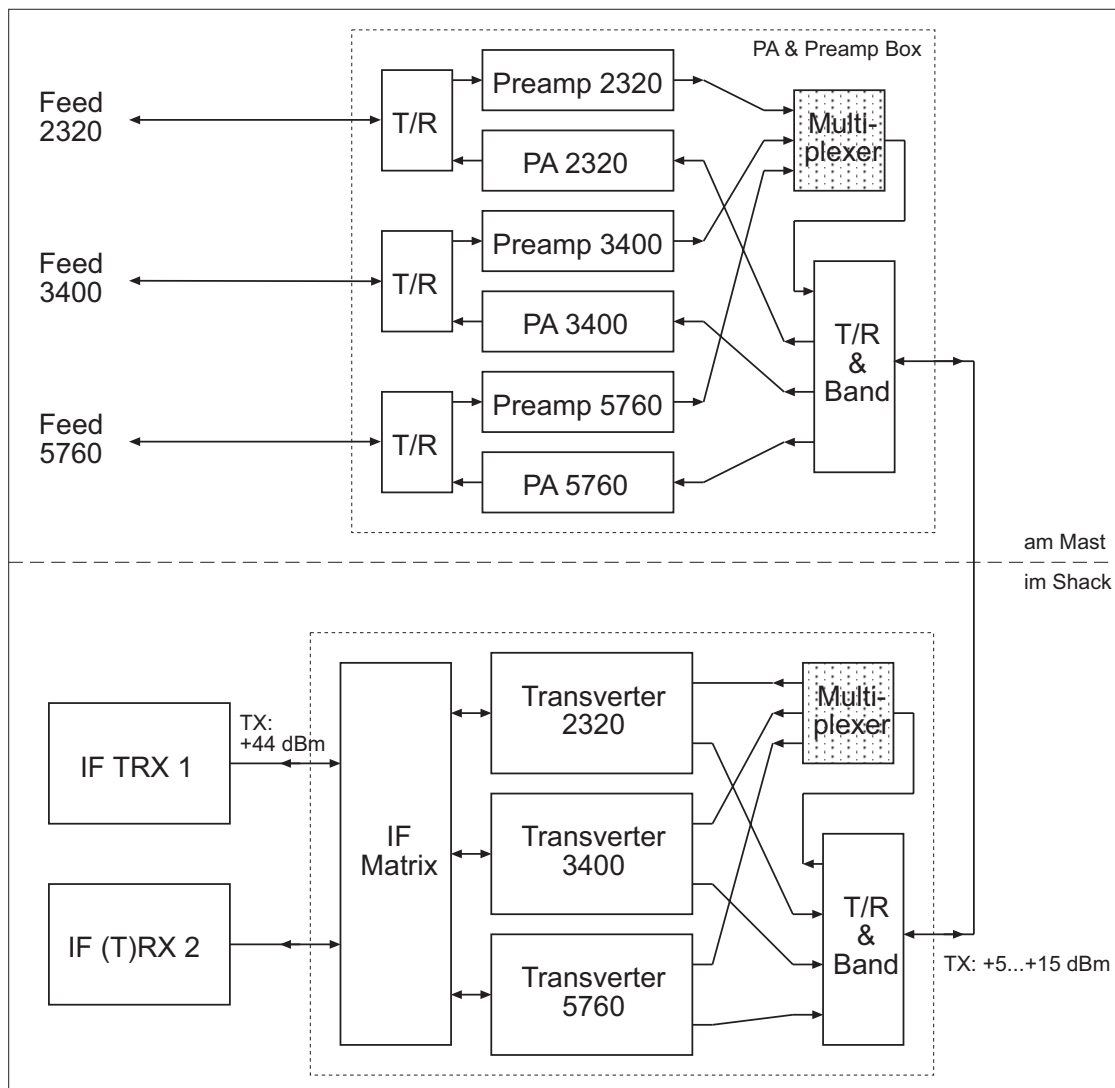 PA & Preamp Box
Feed
2320
T/R
Preamp 2320
PA 2320
Multi-
plexer
Feed
3400
T/R
Preamp 3400
PA 3400
T/R
&
Band
Feed
5760
T/R
Preamp 5760
PA 5760
am Mast
im Shack
IF TRX 1
TX:
+44 dBm
IF (T)RX 2
IF
Matrix
Transverter
2320
Transverter
3400
Transverter
5760
Multi-
plexer
T/R
&
Band
TX: +5...+15 dBm